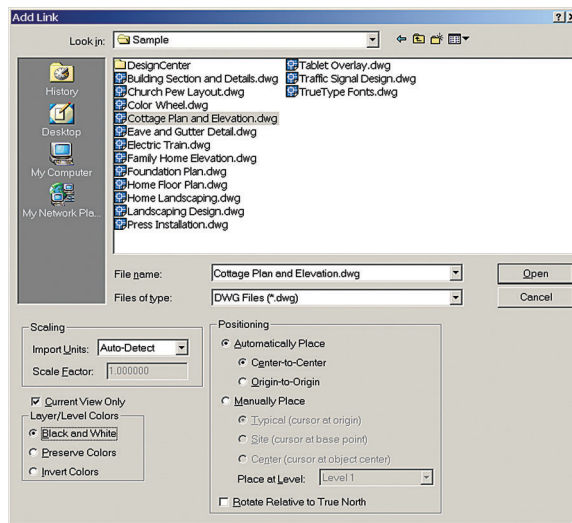 Add Link
Look in: Sample
History
Desktop
My Computer
My Network Pla...
DesignCenter
Building Section and Details.dwg
Church Pew Layout.dwg
Color Wheel.dwg
Cottage Plan and Elevation.dwg
Eave and Gutter Detail.dwg
Electric Train.dwg
Family Home Elevation.dwg
Foundation Plan.dwg
Home Floor Plan.dwg
Home Landscaping.dwg
Landscaping Design.dwg
Press Installation.dwg
Tablet Overlay.dwg
Traffic Signal Design.dwg
TrueType Fonts.dwg
File name: Cottage Plan and Elevation.dwg Open
Files of type: DWG Files (*.dwg) Cancel
Scaling
Import Units: Auto-Detect
Scale Factor: 1.000000
Current View Only
Layer/Level Colors
Black and White
Preserve Colors
Invert Colors
Positioning
Automatically Place
Center-to-Center
Origin-to-Origin
Manually Place
Typical (cursor at origin)
Site (cursor at base point)
Center (cursor at object center)
Place at Level: Level 1
Rotate Relative to True North